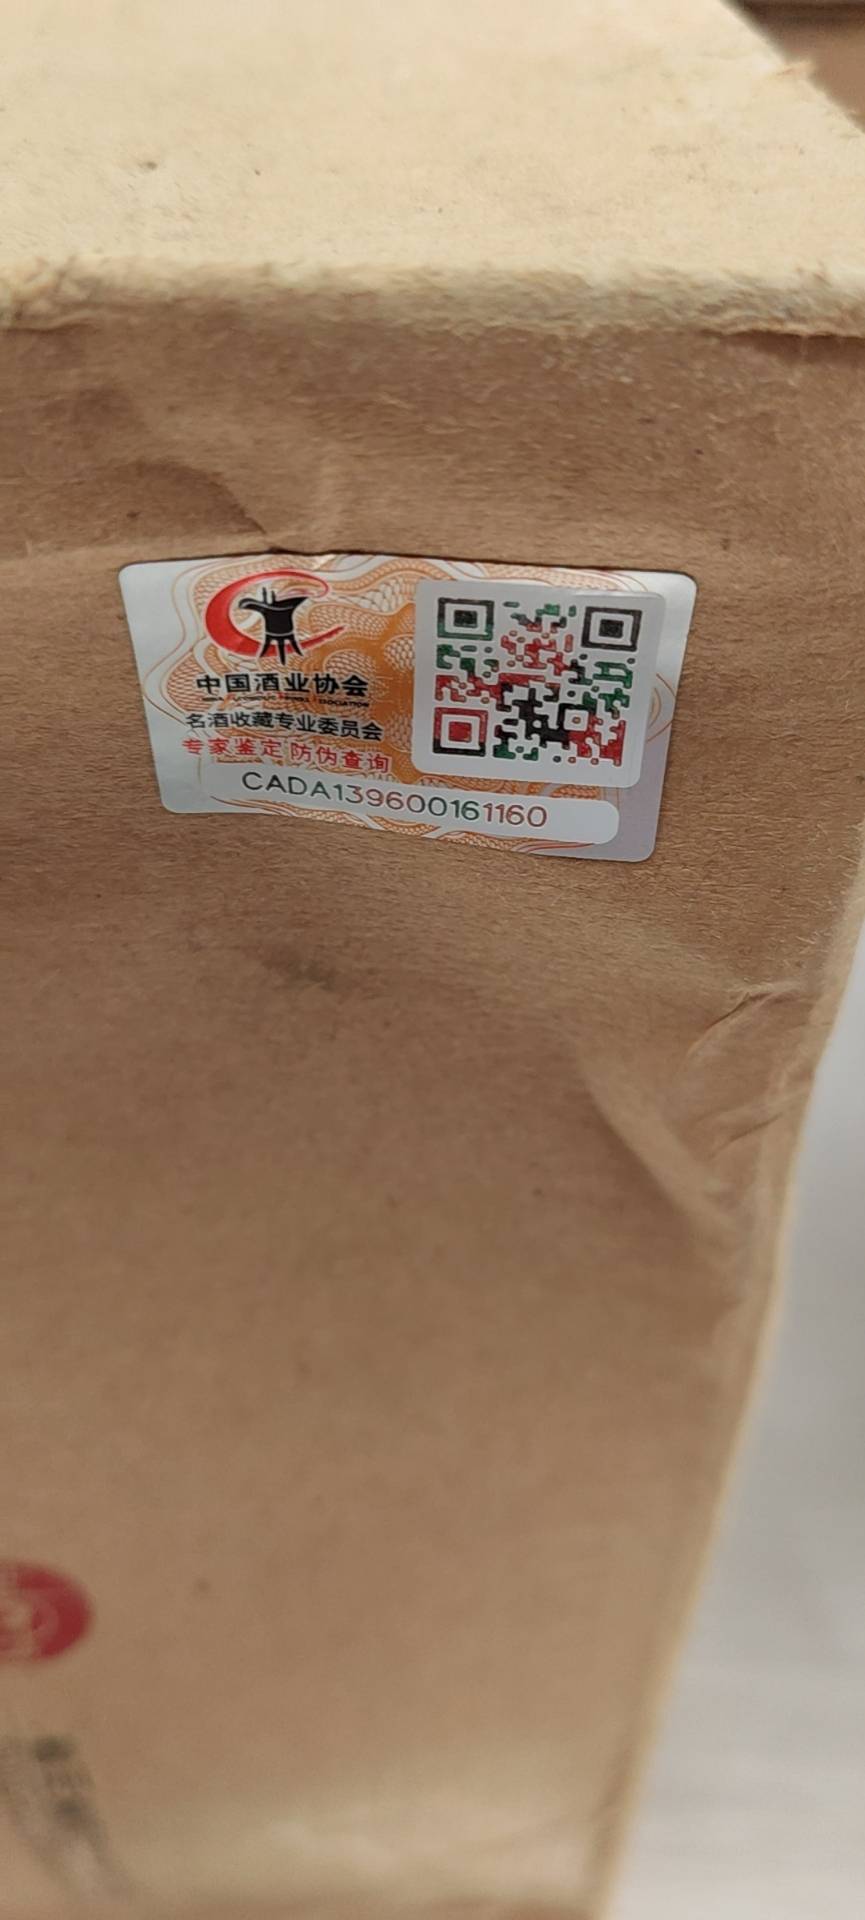 中国酒业协会
名酒收藏专业委员会
专家鉴定 防伪查询
CADA139600161160